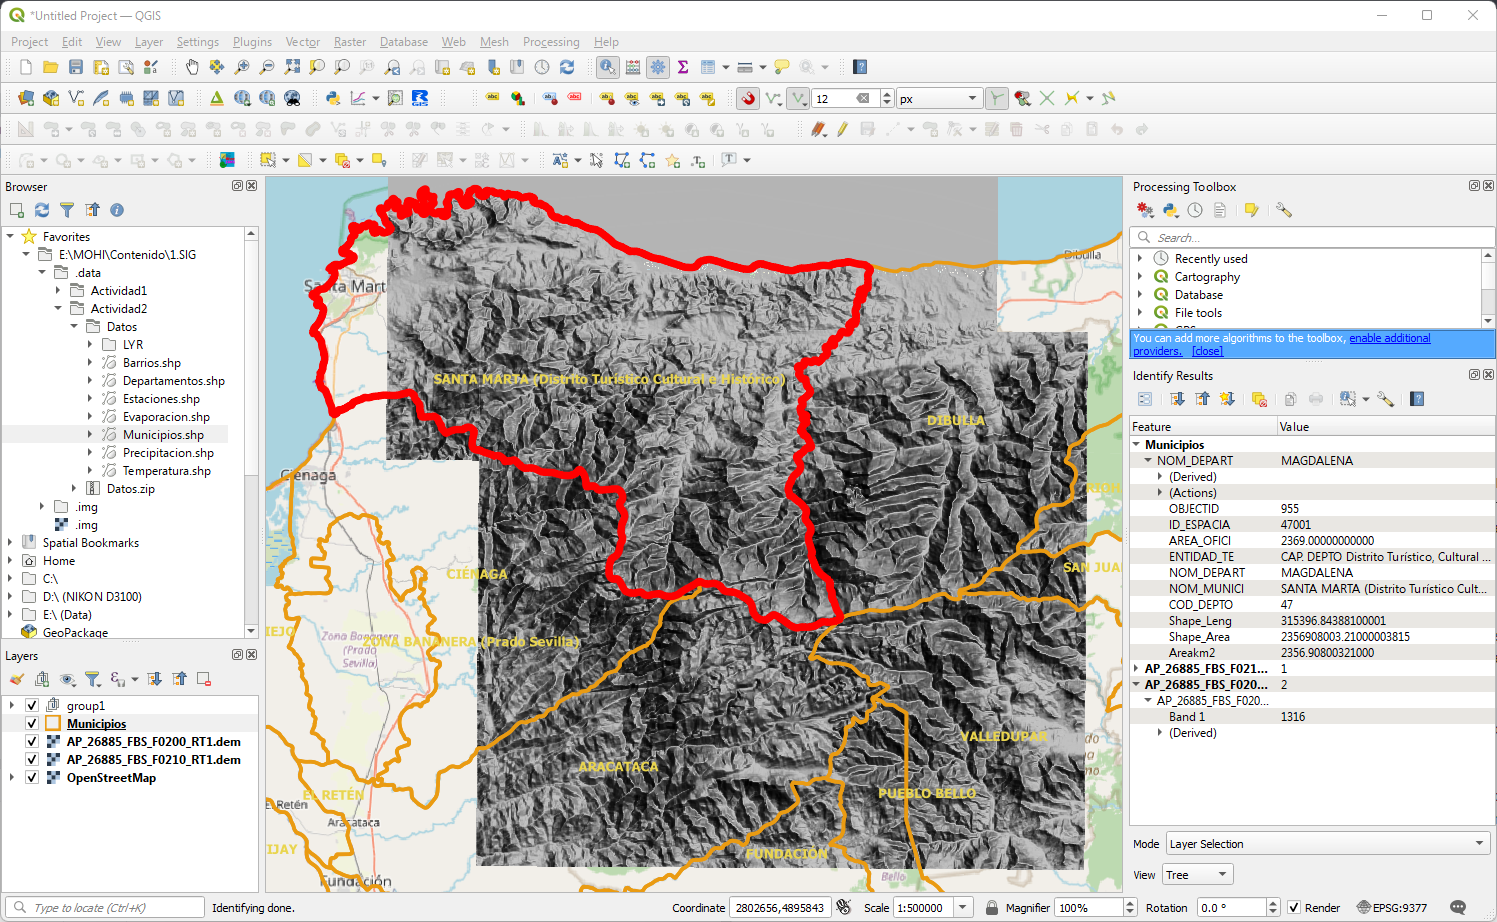 *Untitled Project — QGIS
Project Edit View Layer Settings Plugins Vector Raster Database Web Mesh Processing Help
12 px
Browser
Favorites
E:\MOHI\Contenido\1.SIG
.data
Actividad1
Actividad2
Datos
LYR
Barrios.shp
Departamentos.shp
Estaciones.shp
Evaporacion.shp
Municipios.shp
Precipitacion.shp
Temperatura.shp
Datos.zip
.img
.img
Spatial Bookmarks
Home
C:\
D:\ (NIKON D3100)
E:\ (Data)
GeoPackage
Layers
group1
Municipios
AP_26885_FBS_F0200_RT1.dem
AP_26885_FBS_F0210_RT1.dem
OpenStreetMap
Dibulla
Santa Mart
SANTA MARTA (Distrito Turístico Cultural e Histórico)
DIBULLA
Ciénaga
RIOH
CIÉNAGA
SAN JUA
VIEJO
Zona Bananera (Prado Sevilla)
ZONA BANANERA (Prado Sevilla)
VALLEDUPAR
ARACATACA
PUEBLO BELLO
EL RETÉN
El Retén
Aracataca
VIJAY
FUNDACIÓN
Fundación
Bello
Processing Toolbox
Search...
Recently used
Cartography
Database
File tools
GPS
You can add more algorithms to the toolbox, enable additional
providers. [close]
Identify Results
Feature Value
Municipios
NOM_DEPART MAGDALENA
(Derived)
(Actions)
OBJECTID 955
ID_ESPACIA 47001
AREA_OFICI 2369.00000000000
ENTIDAD_TE CAP. DEPTO Distrito Turístico, Cultural ...
NOM_DEPART MAGDALENA
NOM_MUNICI SANTA MARTA (Distrito Turístico Cult...
COD_DEPTO 47
Shape_Leng 315396.84388100001
Shape_Area 2356908003.21000003815
Areakm2 2356.90800321000
AP_26885_FBS_F021... 1
AP_26885_FBS_F020... 2
AP_26885_FBS_F020...
Band 1 1316
(Derived)
Mode Layer Selection
View Tree
Type to locate (Ctrl+K) Identifying done. Coordinate 2802656,4895843 Scale 1:500000 Magnifier 100% Rotation 0.0 ° Render EPSG:9377